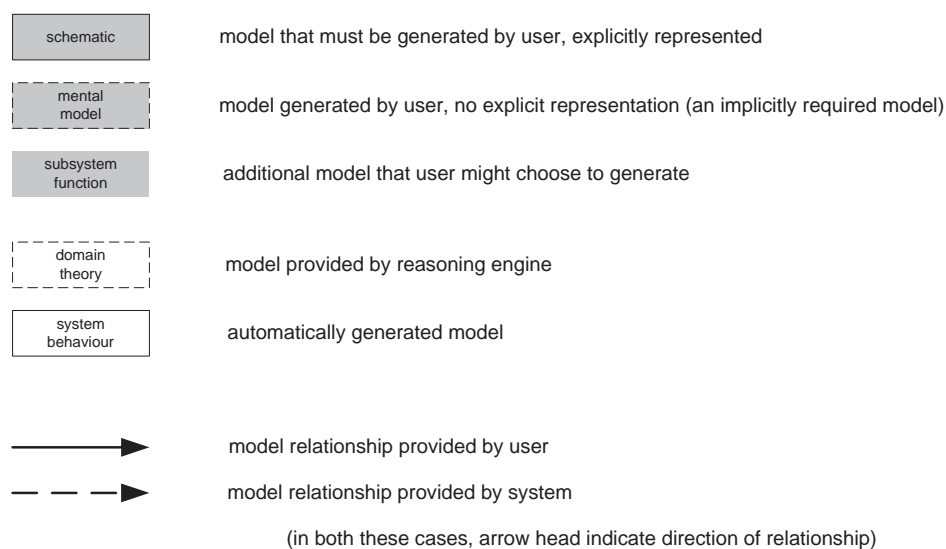 schematic
model that must be generated by user, explicitly represented
mental
model
model generated by user, no explicit representation (an implicitly required model)
subsystem
function
additional model that user might choose to generate
domain
theory
model provided by reasoning engine
system
behaviour
automatically generated model
model relationship provided by user
model relationship provided by system
(in both these cases, arrow head indicate direction of relationship)